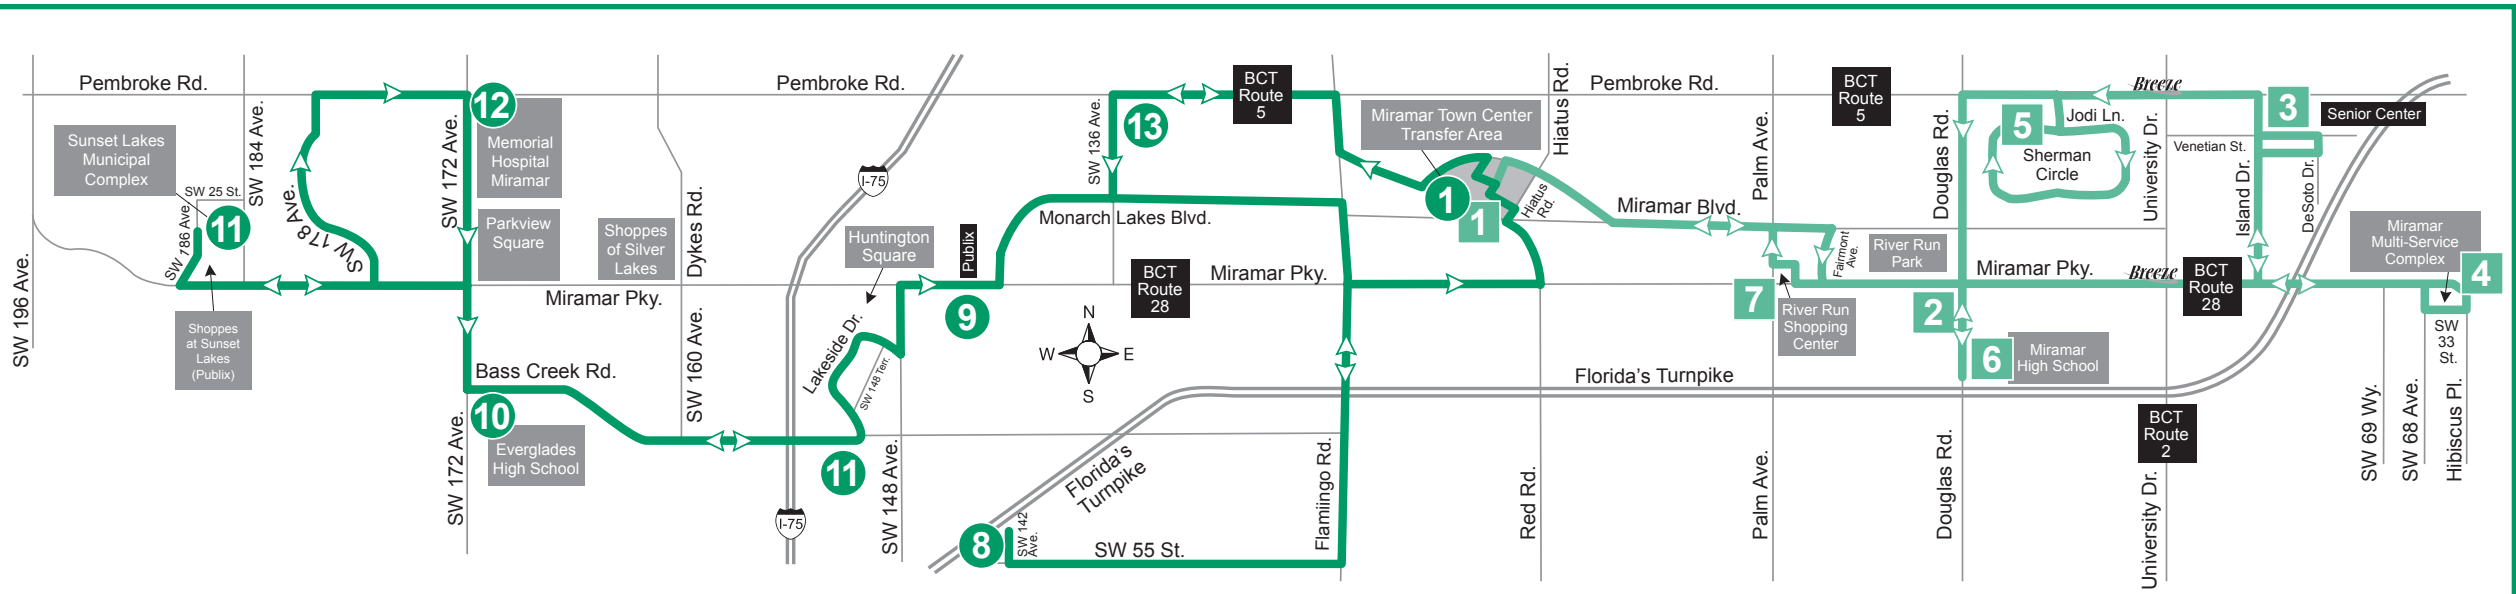 Pembroke Rd.
Pembroke Rd.
Pembroke Rd.
Breeze
BCT
Route
5
BCT
Route
5
12
13
5
3
Senior Center
Hiatus Rd.
Miramar Town Center
Transfer Area
Memorial
Hospital
Miramar
Sunset Lakes
Municipal
Complex
SW 184 Ave.
SW 172 Ave.
SW 136 Ave.
Palm Ave.
Douglas Rd.
Jodi Ln.
Sherman
Circle
University Dr.
Venetian St.
Island Dr.
DeSoto Dr.
I-75
SW 25 St.
SW 186 Ave.
11
SW 178 Ave.
Parkview
Square
Shoppes
of Silver
Lakes
Dykes Rd.
Huntington
Square
Publix
Monarch Lakes Blvd.
1
1
Hiatus
Rd.
Miramar Blvd.
Fairmont
Ave.
River Run
Park
Miramar
Multi-Service
Complex
4
SW 196 Ave.
Miramar Pky.
BCT
Route
28
Miramar Pky.
Miramar Pky.
Breeze
BCT
Route
28
Shoppes
at Sunset
Lakes
(Publix)
9
7
River Run
Shopping
Center
2
6
Miramar
High School
SW
33
St.
N
W
E
S
Lakeside Dr.
SW 148 Terr.
SW 160 Ave.
Bass Creek Rd.
10
Everglades
High School
SW 172 Ave.
11
I-75
SW 148 Ave.
Florida's Turnpike
Florida's
Turnpike
8
SW 142
Ave.
SW 55 St.
Flamingo Rd.
Red Rd.
Palm Ave.
Douglas Rd.
BCT
Route
2
University Dr.
SW 69 Wy.
SW 68 Ave.
Hibiscus Pl.